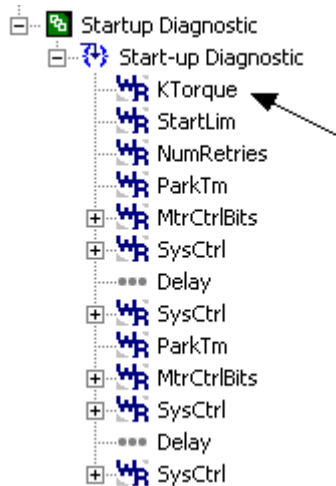 Startup Diagnostic
Start-up Diagnostic
KTorque
StartLim
NumRetries
ParkTm
MtrCtrlBits
SysCtrl
Delay
SysCtrl
ParkTm
MtrCtrlBits
SysCtrl
Delay
SysCtrl